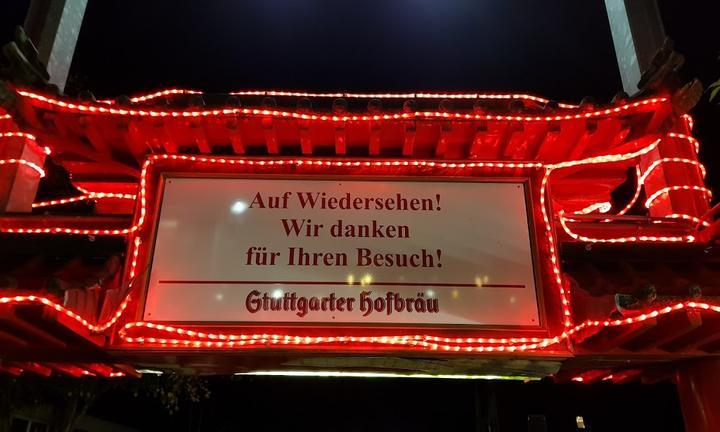 Auf Wiedersehen!
Wir danken
für Ihren Besuch!
Stuttgarter Hofbräu